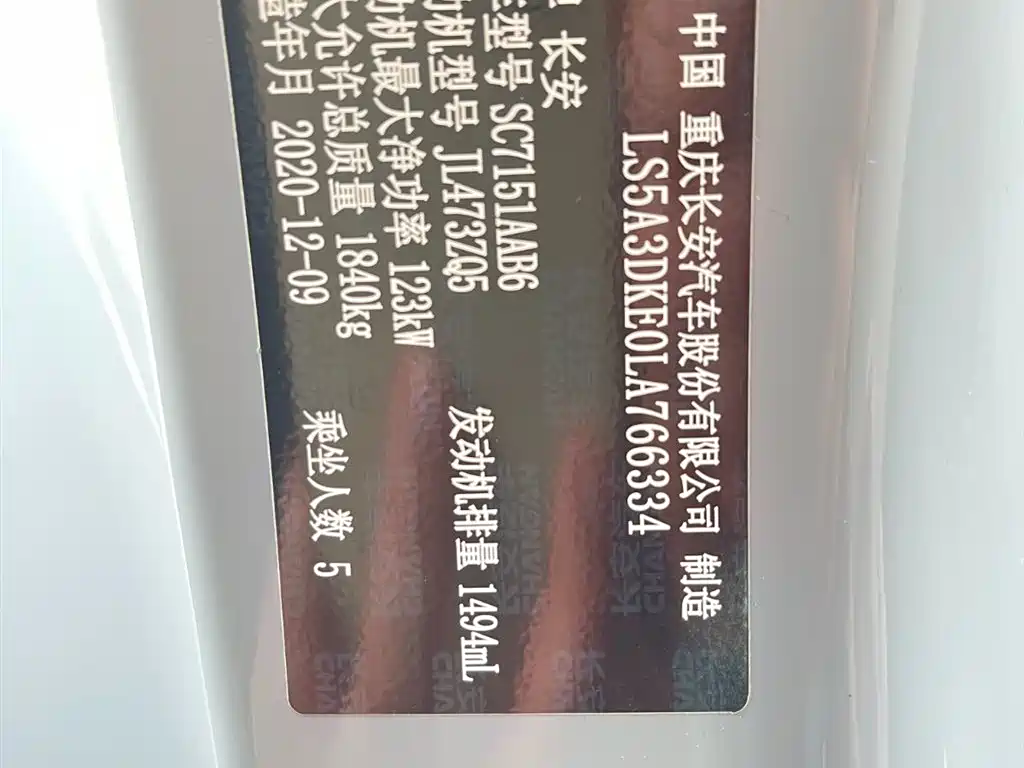 中国 重庆长安汽车股份有限公司 制造
LS5A3DKE0LA766334
长安
型号 SC7151AAB6
机型号 JL473ZQ5 发动机排量 1494mL
机最大净功率 123kW
大允许总质量 1840kg
年月 2020-12-09 乘坐人数 5